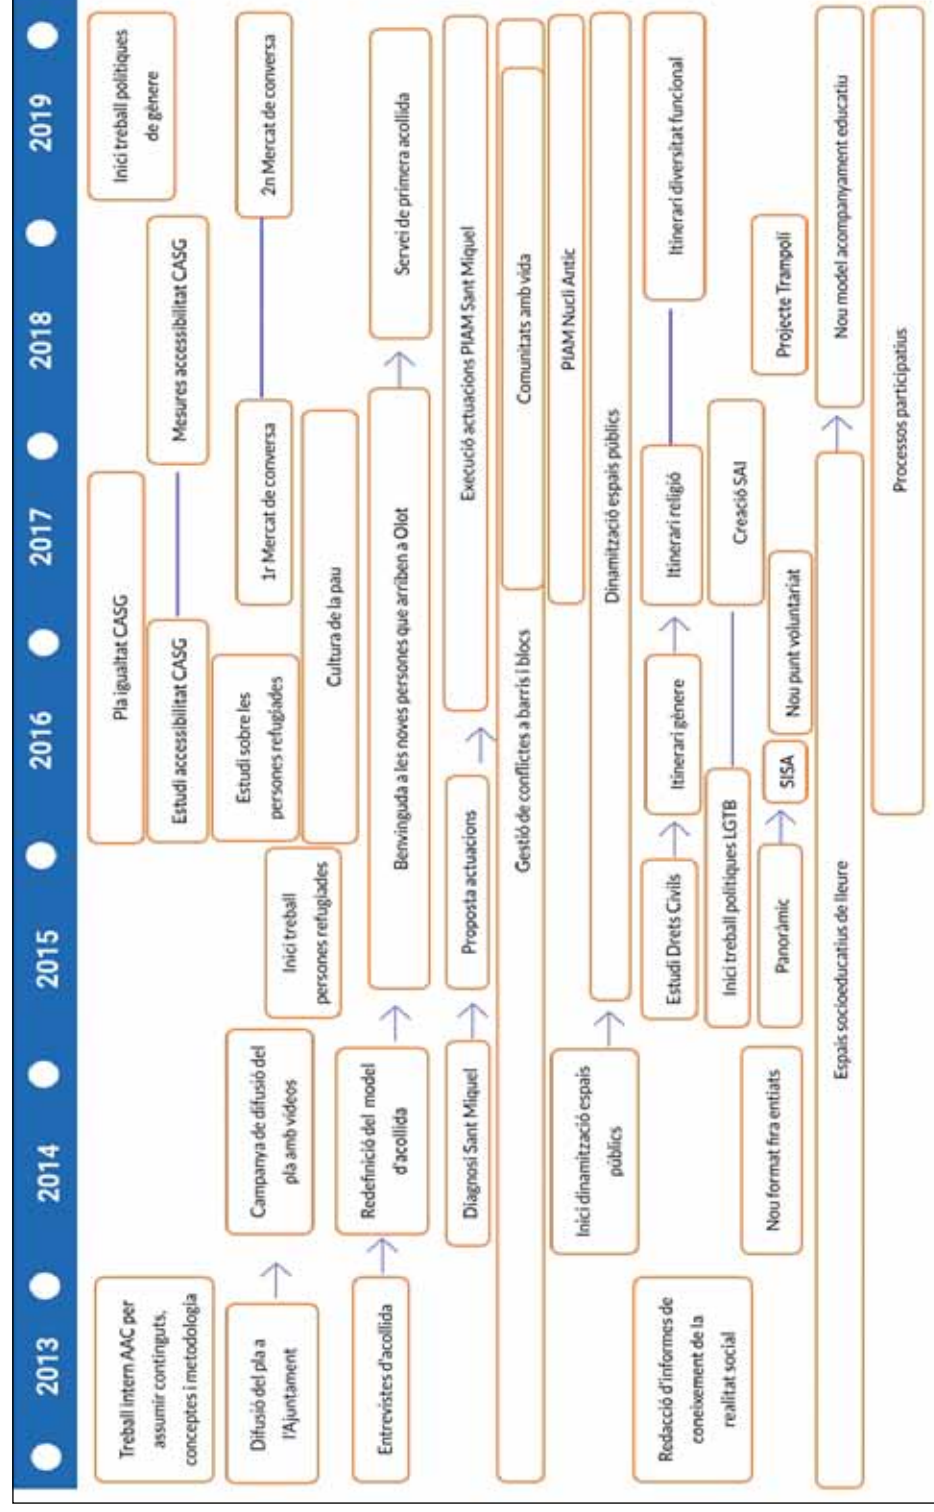 2013
2014
2015
2016
2017
2018
2019
Treball intern AAC per
assumir continguts,
conceptes i metodologia
Pla igualtat CASG
Inici treball polítiques
de gènere
Estudi accessibilitat CASG
Mesures accessibilitat CASG
Difusió del pla a
l'Ajuntament
Campanya de difusió del
pla amb vídeos
Inici treball
persones refugiades
Estudi sobre les
persones refugiades
1r Mercat de conversa
2n Mercat de conversa
Cultura de la pau
Entrevistes d'acollida
Redefinició del model
d'acollida
Benvinguda a les noves persones que arriben a Olot
Servei de primera acollida
Diagnosi Sant Miquel
Proposta actuacions
Execució actuacions PIAM Sant Miquel
Gestió de conflictes a barris i blocs
Comunitats amb vida
PIAM Nucli Antic
Inici dinamització espais
públics
Dinamització espais públics
Redacció d'informes de
coneixement de la
realitat social
Estudi Drets Civils
Itinerari gènere
Itinerari religió
Itinerari diversitat funcional
Inici treball polítiques LGTB
Creació SAI
Nou format fira entiats
Panoràmic
SISA
Nou punt voluntariat
Projecte Trampolí
Espais socioeducatius de lleure
Nou model acompanyament educatiu
Processos participatius